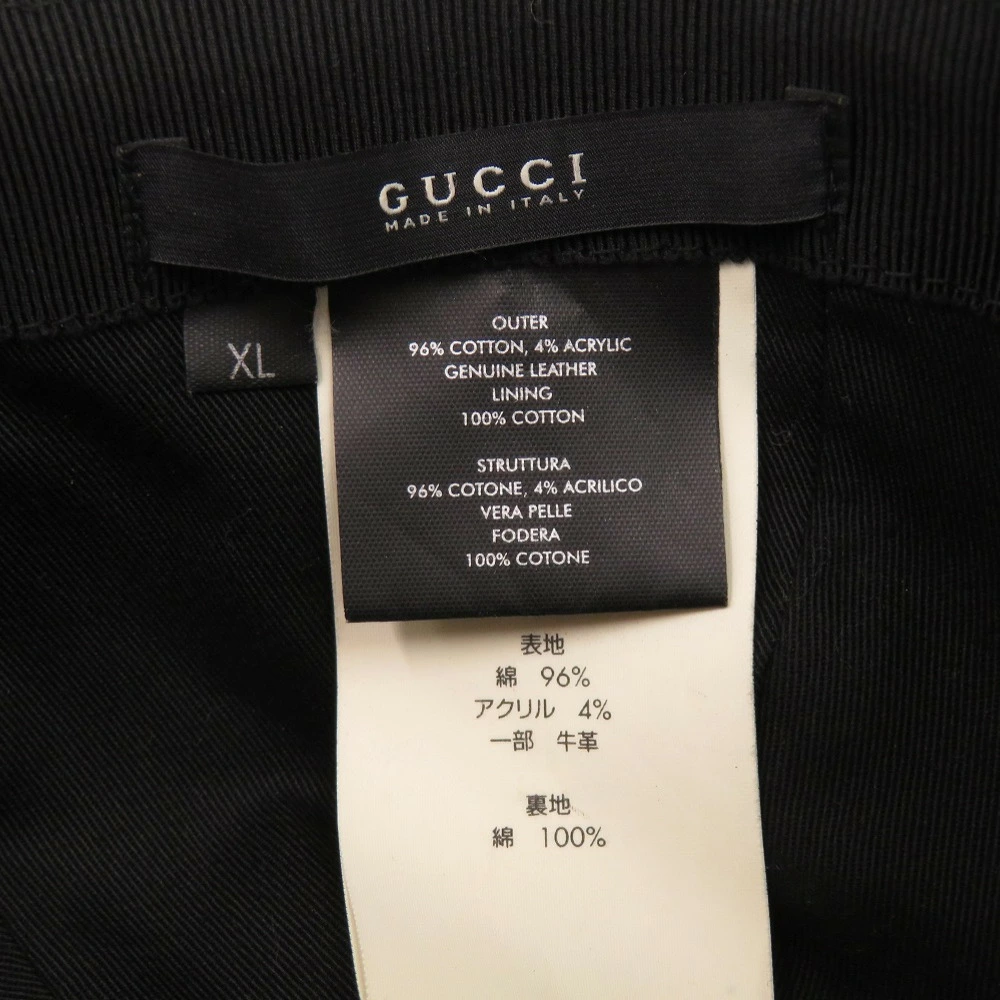 GUCCI
MADE IN ITALY
XL
OUTER
96% COTTON, 4% ACRYLIC
GENUINE LEATHER
LINING
100% COTTON
STRUTTURA
96% COTONE, 4% ACRILICO
VERA PELLE
FODERA
100% COTONE
表地
綿 96%
アクリル 4%
一部 牛革
裏地
綿 100%